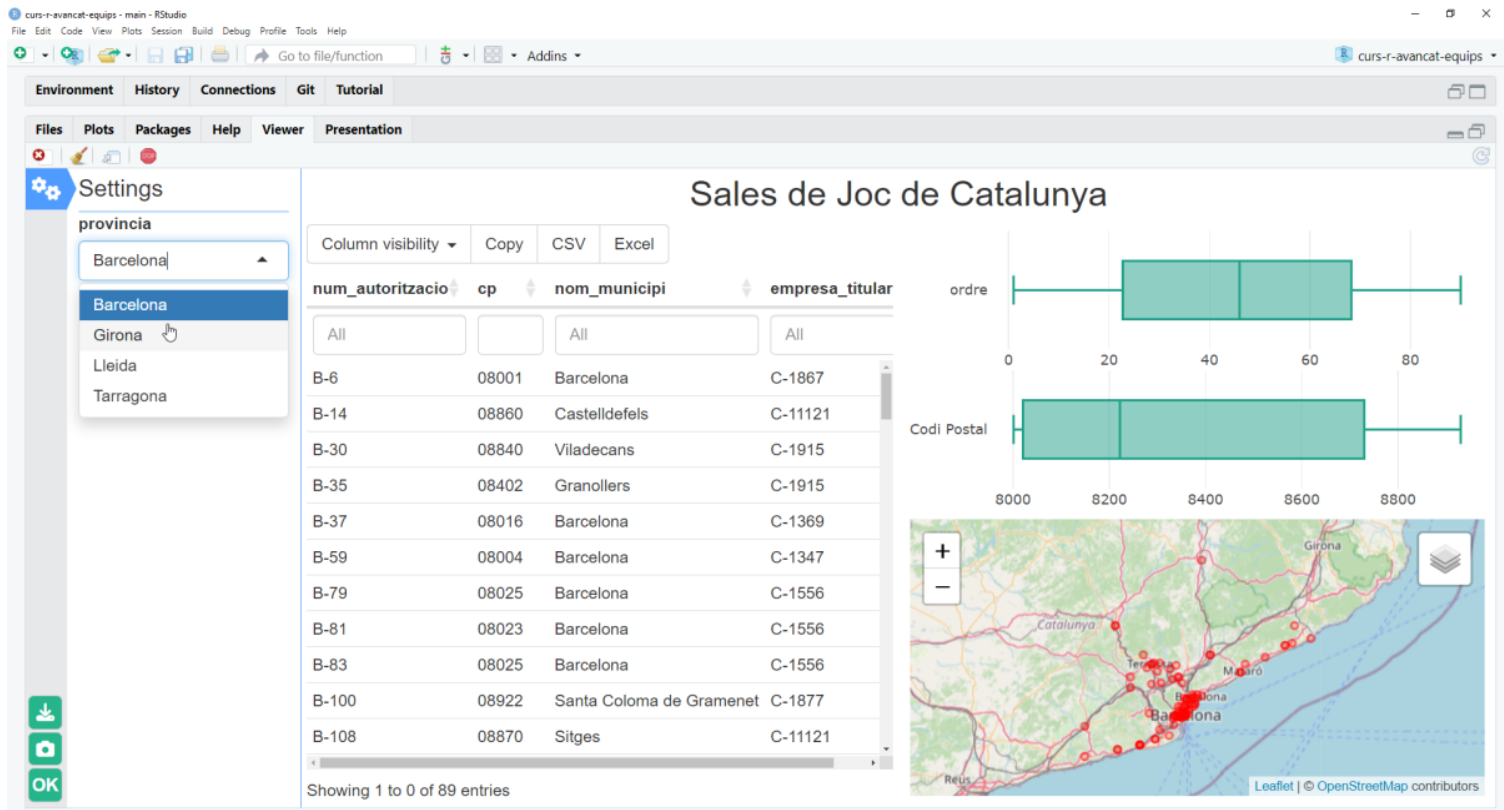 curs-r-avancat-equips - main - RStudio
File Edit Code View Plots Session Build Debug Profile Tools Help
Go to file/function
Addins
curs-r-avancat-equips
Environment History Connections Git Tutorial
Files Plots Packages Help Viewer Presentation
STOP
Settings
provincia
Barcelona
Barcelona
Girona
Lleida
Tarragona
OK
Sales de Joc de Catalunya
Column visibility Copy CSV Excel
num_autoritzacio cp nom_municipi empresa_titular
All All All
B-6 08001 Barcelona C-1867
B-14 08860 Castelldefels C-11121
B-30 08840 Viladecans C-1915
B-35 08402 Granollers C-1915
B-37 08016 Barcelona C-1369
B-59 08004 Barcelona C-1347
B-79 08025 Barcelona C-1556
B-81 08023 Barcelona C-1556
B-83 08025 Barcelona C-1556
B-100 08922 Santa Coloma de Gramenet C-1877
B-108 08870 Sitges C-11121
Showing 1 to 0 of 89 entries
ordre
0 20 40 60 80
Codi Postal
8000 8200 8400 8600 8800
+
−
Girona
Catalunya
Mataró
Barcelona
Reus
Leaflet | © OpenStreetMap contributors